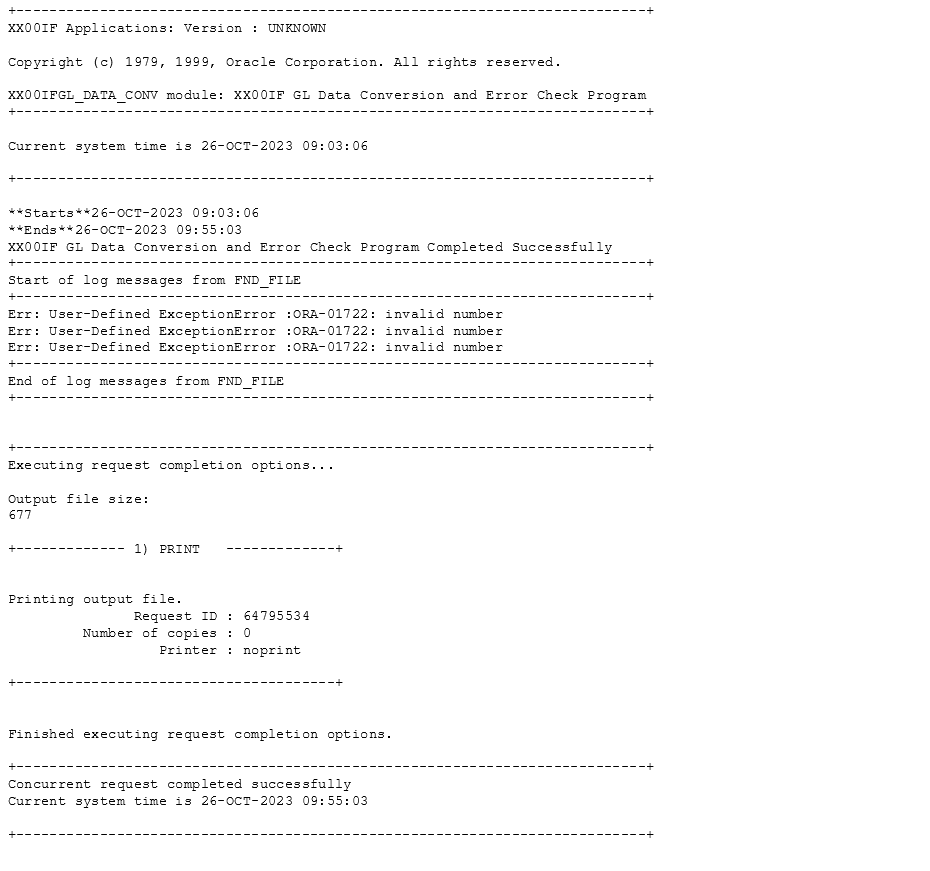 +---------------------------------------------------------------------------+
XX00IF Applications: Version : UNKNOWN
Copyright (c) 1979, 1999, Oracle Corporation. All rights reserved.
XX00IFGL_DATA_CONV module: XX00IF GL Data Conversion and Error Check Program
+---------------------------------------------------------------------------+
Current system time is 26-OCT-2023 09:03:06
+---------------------------------------------------------------------------+
**Starts**26-OCT-2023 09:03:06
**Ends**26-OCT-2023 09:55:03
XX00IF GL Data Conversion and Error Check Program Completed Successfully
+---------------------------------------------------------------------------+
Start of log messages from FND_FILE
+---------------------------------------------------------------------------+
Err: User-Defined ExceptionError :ORA-01722: invalid number
Err: User-Defined ExceptionError :ORA-01722: invalid number
Err: User-Defined ExceptionError :ORA-01722: invalid number
+---------------------------------------------------------------------------+
End of log messages from FND_FILE
+---------------------------------------------------------------------------+
+---------------------------------------------------------------------------+
Executing request completion options...
Output file size:
677
+------------- 1) PRINT   -------------+
Printing output file.
Request ID : 64795534
Number of copies : 0
Printer : noprint
+--------------------------------------+
Finished executing request completion options.
+---------------------------------------------------------------------------+
Concurrent request completed successfully
Current system time is 26-OCT-2023 09:55:03
+---------------------------------------------------------------------------+